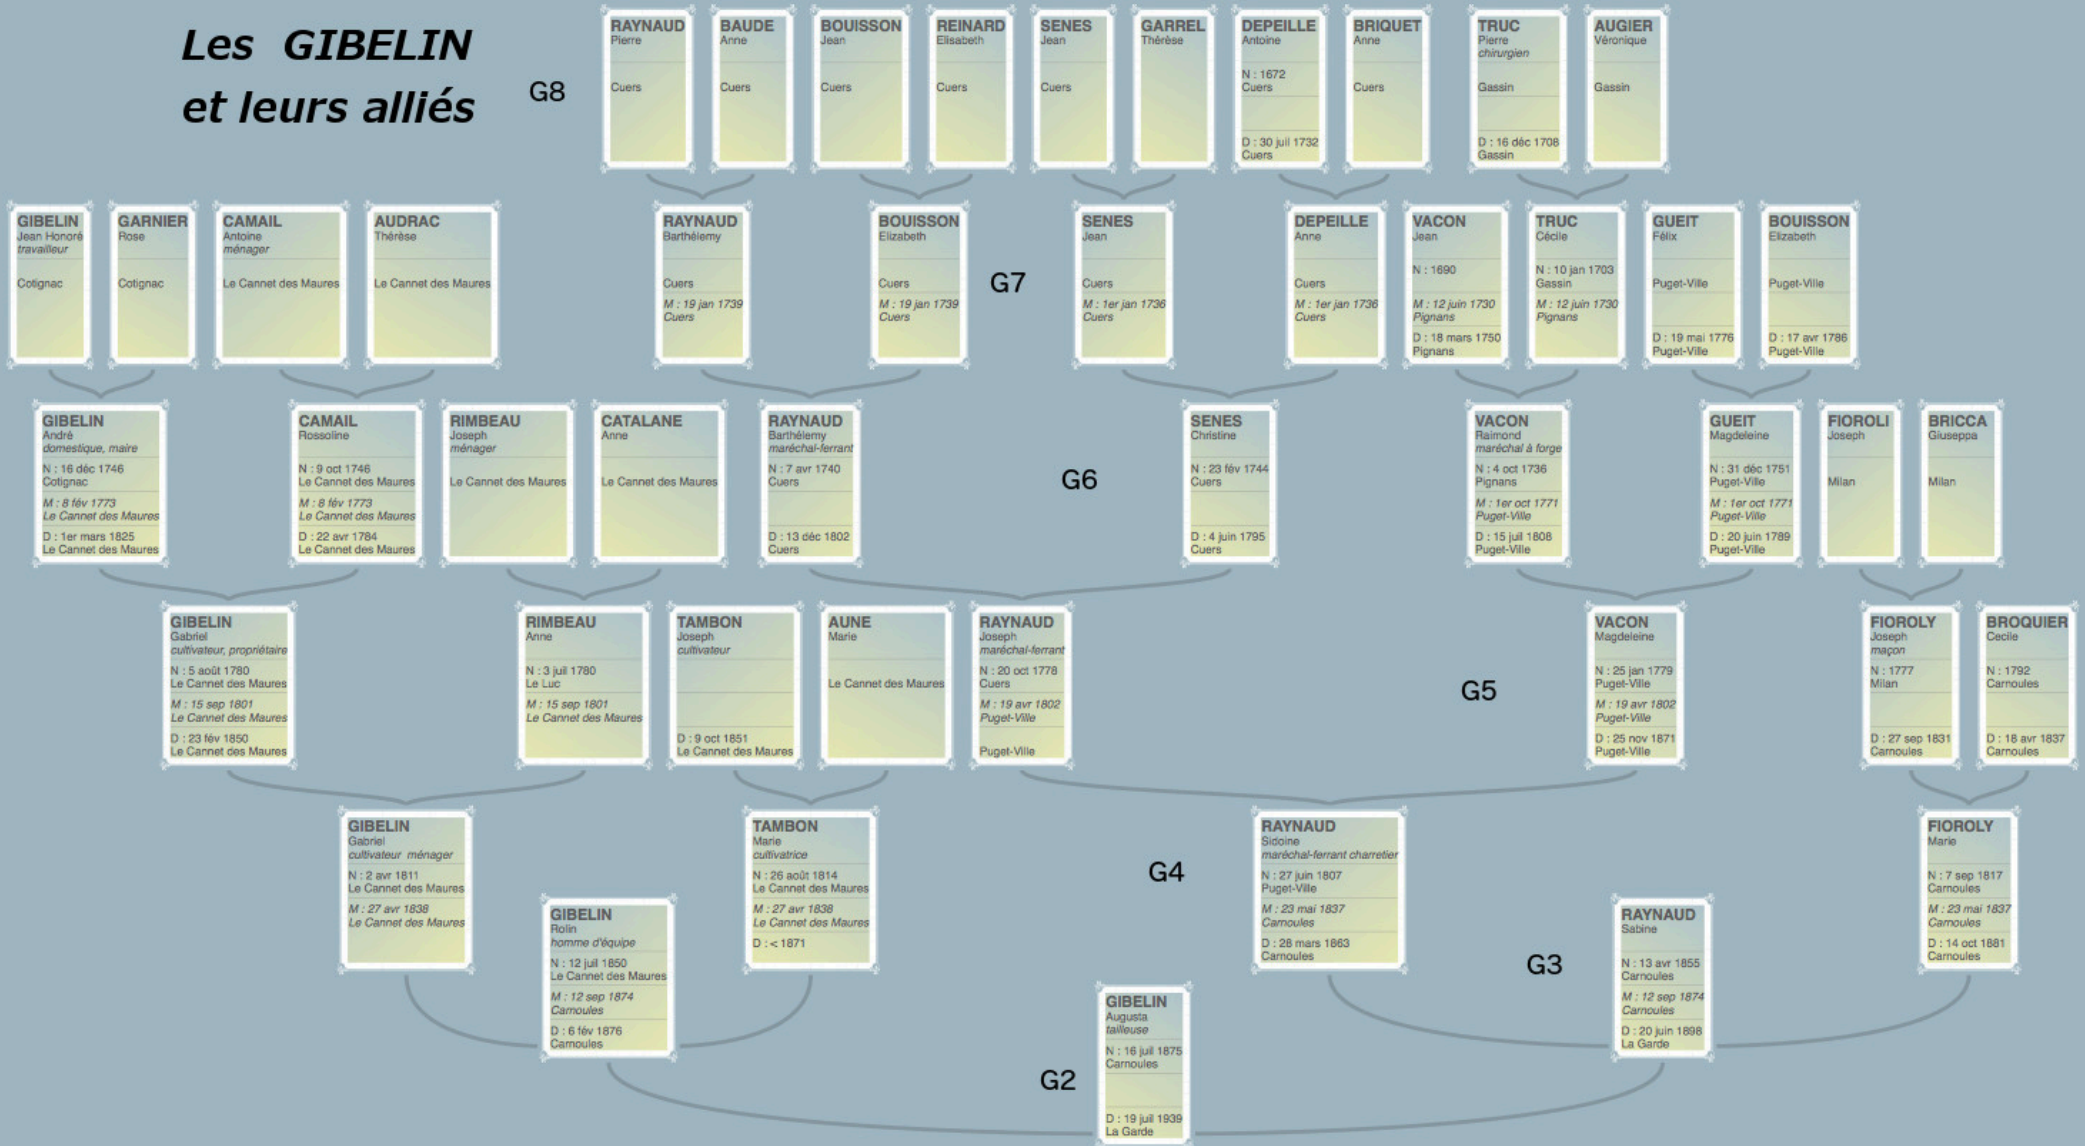 Les GIBELIN
et leurs alliés
G8
RAYNAUD
Pierre
Cuers
BAUDE
Anne
Cuers
BOUISSON
Jean
Cuers
REINARD
Elisabeth
Cuers
SENES
Jean
Cuers
GARREL
Thérèse
DEPEILLE
Antoine
N : 1672
Cuers
D : 30 juil 1732
Cuers
BRIQUET
Anne
Cuers
TRUC
Pierre
chirurgien
Gassin
D : 16 déc 1708
Gassin
AUGIER
Véronique
Gassin
GIBELIN
Jean Honoré
travailleur
Cotignac
GARNIER
Rose
Cotignac
CAMAIL
Antoine
ménager
Le Cannet des Maures
AUDRAC
Thérèse
Le Cannet des Maures
RAYNAUD
Barthélemy
Cuers
M : 19 jan 1739
Cuers
BOUISSON
Elizabeth
Cuers
M : 19 jan 1739
Cuers
G7
SENES
Jean
Cuers
M : 1er jan 1736
Cuers
DEPEILLE
Anne
Cuers
M : 1er jan 1736
Cuers
VACON
Jean
N : 1690
M : 12 juin 1730
Pignans
D : 18 mars 1750
Pignans
TRUC
Cécile
N : 10 jan 1703
Gassin
M : 12 juin 1730
Pignans
GUEIT
Félix
Puget-Ville
D : 19 mai 1776
Puget-Ville
BOUISSON
Elizabeth
Puget-Ville
D : 17 avr 1786
Puget-Ville
GIBELIN
André
domestique, maire
N : 16 déc 1746
Cotignac
M : 8 fév 1773
Le Cannet des Maures
D : 1er mars 1825
Le Cannet des Maures
CAMAIL
Rossoline
N : 9 oct 1746
Le Cannet des Maures
M : 8 fév 1773
Le Cannet des Maures
D : 22 avr 1784
Le Cannet des Maures
RIMBEAU
Joseph
ménager
Le Cannet des Maures
CATALANE
Anne
Le Cannet des Maures
RAYNAUD
Barthélemy
maréchal-ferrant
N : 7 avr 1740
Cuers
D : 13 déc 1802
Cuers
G6
SENES
Christine
N : 23 fév 1744
Cuers
D : 4 juin 1795
Cuers
VACON
Raimond
maréchal à forge
N : 4 oct 1736
Pignans
M : 1er oct 1771
Puget-Ville
D : 15 juil 1808
Puget-Ville
GUEIT
Magdeleine
N : 31 déc 1751
Puget-Ville
M : 1er oct 1771
Puget-Ville
D : 20 juin 1789
Puget-Ville
FIOROLI
Joseph
Milan
BRICCA
Giuseppa
Milan
GIBELIN
Gabriel
cultivateur, propriétaire
N : 5 août 1780
Le Cannet des Maures
M : 15 sep 1801
Le Cannet des Maures
D : 23 fév 1850
Le Cannet des Maures
RIMBEAU
Anne
N : 3 juil 1780
Le Luc
M : 15 sep 1801
Le Cannet des Maures
TAMBON
Joseph
cultivateur
D : 9 oct 1851
Le Cannet des Maures
AUNE
Marie
Le Cannet des Maures
RAYNAUD
Joseph
maréchal-ferrant
N : 20 oct 1778
Cuers
M : 19 avr 1802
Puget-Ville
Puget-Ville
G5
VACON
Magdeleine
N : 25 jan 1779
Puget-Ville
M : 19 avr 1802
Puget-Ville
D : 25 nov 1871
Puget-Ville
FIOROLY
Joseph
maçon
N : 1777
Milan
D : 27 sep 1831
Carnoules
BROQUIER
Cecile
N : 1792
Carnoules
D : 18 avr 1837
Carnoules
GIBELIN
Gabriel
cultivateur ménager
N : 2 avr 1811
Le Cannet des Maures
M : 27 avr 1838
Le Cannet des Maures
TAMBON
Marie
cultivatrice
N : 26 août 1814
Le Cannet des Maures
M : 27 avr 1838
Le Cannet des Maures
D : < 1871
G4
RAYNAUD
Sidoine
maréchal-ferrant charretier
N : 27 juin 1807
Puget-Ville
M : 23 mai 1837
Carnoules
D : 28 mars 1863
Carnoules
FIOROLY
Marie
N : 7 sep 1817
Carnoules
M : 23 mai 1837
Carnoules
D : 14 oct 1881
Carnoules
GIBELIN
Rolin
homme d'équipe
N : 12 juil 1850
Le Cannet des Maures
M : 12 sep 1874
Carnoules
D : 6 fév 1876
Carnoules
G3
RAYNAUD
Sabine
N : 13 avr 1855
Carnoules
M : 12 sep 1874
Carnoules
D : 20 juin 1898
La Garde
G2
GIBELIN
Augusta
tailleuse
N : 16 juil 1875
Carnoules
D : 19 juil 1939
La Garde